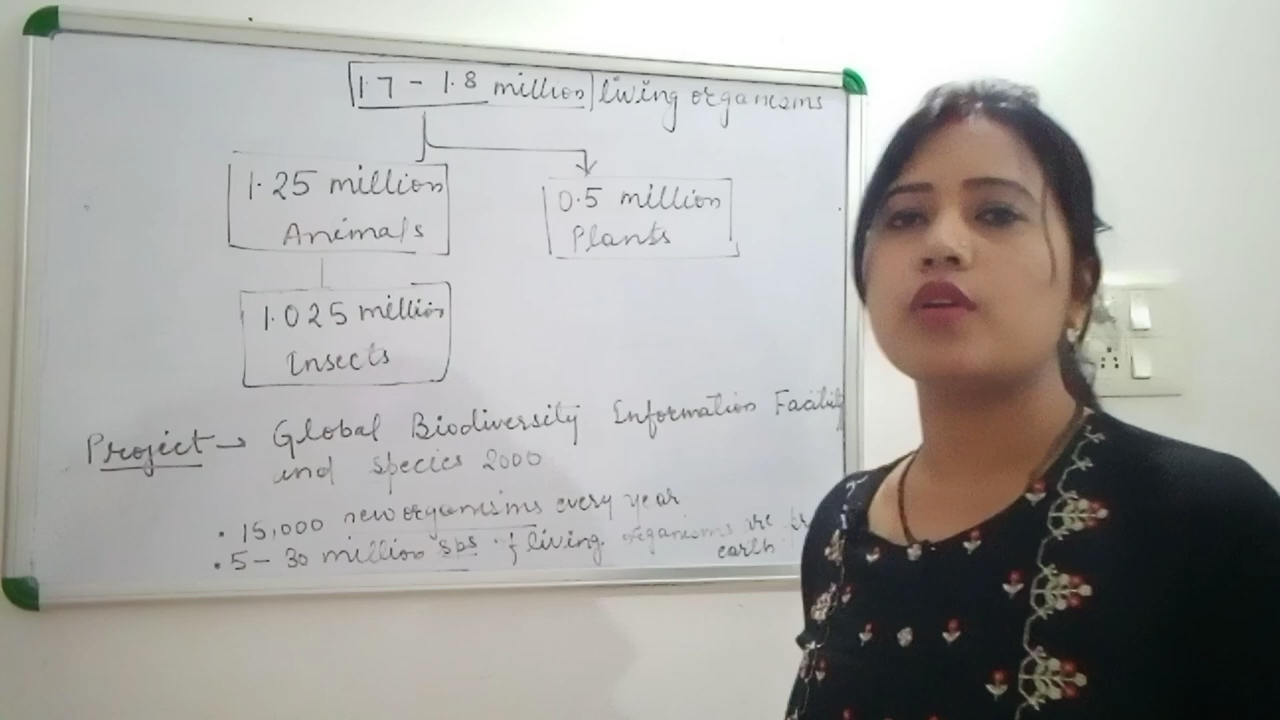 1.7 - 1.8 million living organisms
1.25 million
Animals
0.5 million
Plants
1.025 million
Insects
Project → Global Biodiversity Information Facility
and species 2000
• 15,000 new organisms every year
• 5 - 30 million sps of living organisms are
earth